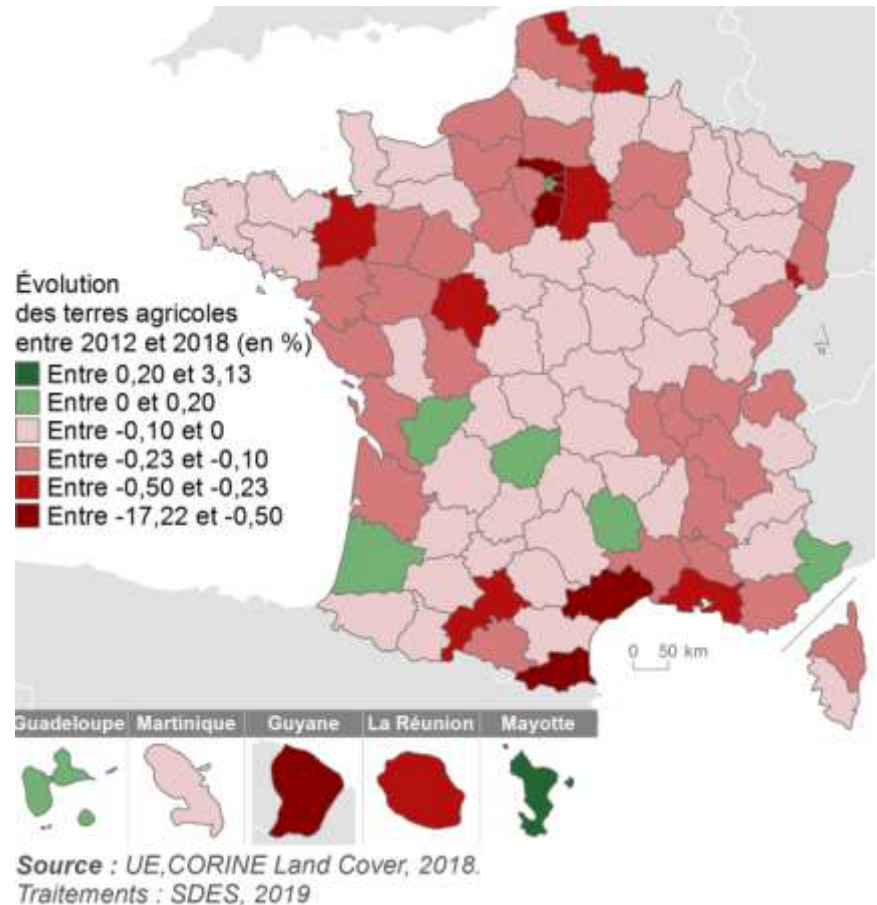 Évolution
des terres agricoles
entre 2012 et 2018 (en %)
Entre 0,20 et 3,13
Entre 0 et 0,20
Entre -0,10 et 0
Entre -0,23 et -0,10
Entre -0,50 et -0,23
Entre -17,22 et -0,50
N
0 50 km
Guadeloupe Martinique Guyane La Réunion Mayotte
Source : UE,CORINE Land Cover, 2018.
Traitements : SDES, 2019